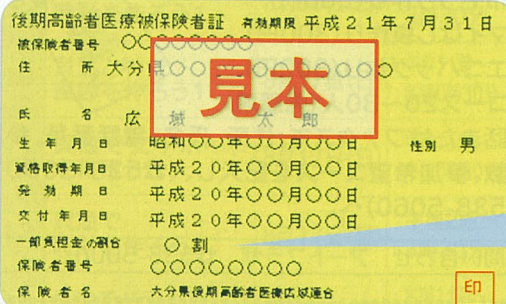 後期高齢者医療被保険者証 有効期限 平成21年7月31日
被保険者番号 ○○○○○○○○
住所 大分県○○○○○○○○○○○○
見本
氏名 広域 太郎
生年月日 昭和○○年○○月○○日 性別 男
資格取得年月日 平成20年○○月○○日
発効期日 平成20年○○月○○日
交付年月日 平成20年○○月○○日
一部負担金の割合 ○割
保険者番号 ○○○○○○○○
保険者名 大分県後期高齢者医療広域連合 印